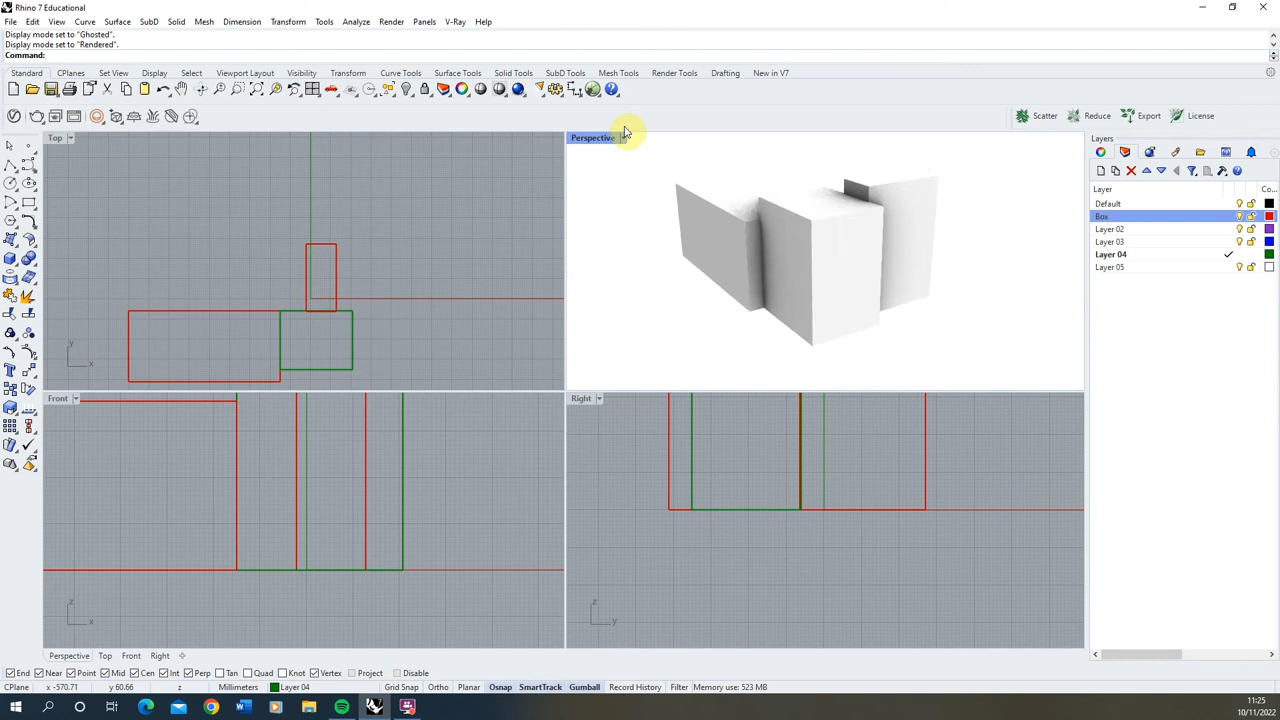 Rhino 7 Educational
File Edit View Curve Surface SubD Solid Mesh Dimension Transform Tools Analyze Render Panels V-Ray Help
Display mode set to "Ghosted".
Display mode set to "Rendered".
Command:
Standard CPlanes Set View Display Select Viewport Layout Visibility Transform Curve Tools Surface Tools Solid Tools SubD Tools Mesh Tools Render Tools Drafting New in V7
Scatter Reduce Export License
Top
Perspective
Layers
Layer Co...
Default
Box
Layer 02
Layer 03
Layer 04
Layer 05
y
x
Front
Right
z
x
z
y
Perspective Top Front Right
End Near Point Mid Cen Int Perp Tan Quad Knot Vertex Project Disable
CPlane x -570.71 y 60.66 z Millimeters Layer 04 Grid Snap Ortho Planar Osnap SmartTrack Gumball Record History Filter Memory use: 523 MB
11:25
10/11/2022